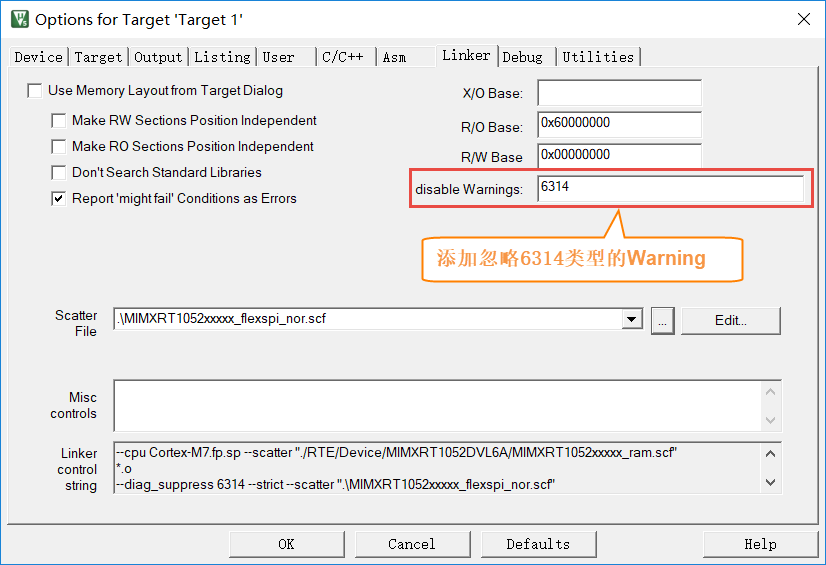 Options for Target 'Target 1'
Device Target Output Listing User C/C++ Asm Linker Debug Utilities
Use Memory Layout from Target Dialog
Make RW Sections Position Independent
Make RO Sections Position Independent
Don't Search Standard Libraries
Report 'might fail' Conditions as Errors
X/O Base:
R/O Base: 0x60000000
R/W Base 0x00000000
disable Warnings: 6314
添加忽略6314类型的Warning
Scatter
File
.\MIMXRT1052xxxxx_flexspi_nor.scf
...
Edit...
Misc
controls
Linker
control
string
--cpu Cortex-M7.fp.sp --scatter "./RTE/Device/MIMXRT1052DVL6A/MIMXRT1052xxxxx_ram.scf"
*.o
--diag_suppress 6314 --strict --scatter ".\MIMXRT1052xxxxx_flexspi_nor.scf"
OK Cancel Defaults Help